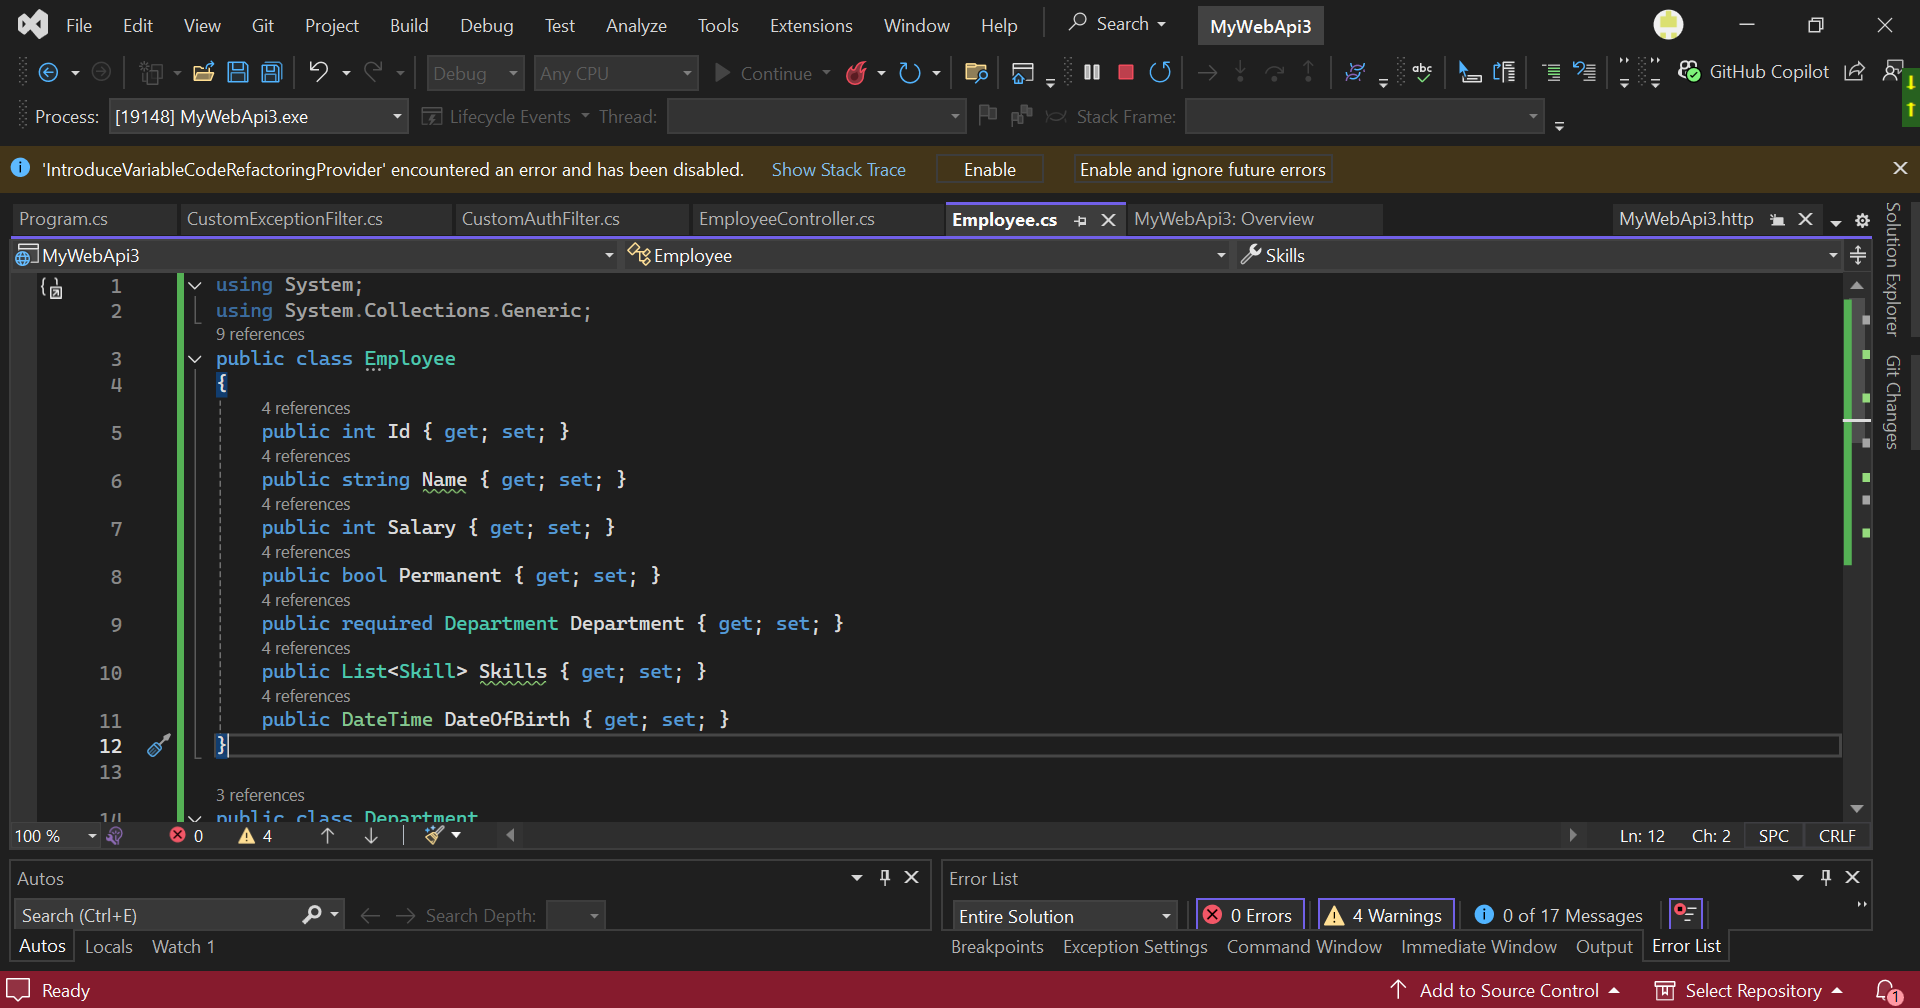 File Edit View Git Project Build Debug Test Analyze Tools Extensions Window Help Search MyWebApi3
Debug Any CPU Continue abc GitHub Copilot
Process: [19148] MyWebApi3.exe Lifecycle Events Thread: Stack Frame:
'IntroduceVariableCodeRefactoringProvider' encountered an error and has been disabled. Show Stack Trace Enable Enable and ignore future errors
Program.cs CustomExceptionFilter.cs CustomAuthFilter.cs EmployeeController.cs Employee.cs MyWebApi3: Overview MyWebApi3.http
MyWebApi3 Employee Skills
Solution Explorer
Git Changes
1 using System;
2 using System.Collections.Generic;
9 references
3 public class Employee
4 {
4 references
5 public int Id { get; set; }
4 references
6 public string Name { get; set; }
4 references
7 public int Salary { get; set; }
4 references
8 public bool Permanent { get; set; }
4 references
9 public required Department Department { get; set; }
4 references
10 public List<Skill> Skills { get; set; }
4 references
11 public DateTime DateOfBirth { get; set; }
12 }
13
3 references
14 public class Department
100 % 0 4 Ln: 12 Ch: 2 SPC CRLF
Autos
Search (Ctrl+E) Search Depth:
Autos Locals Watch 1
Error List
Entire Solution 0 Errors 4 Warnings 0 of 17 Messages
Breakpoints Exception Settings Command Window Immediate Window Output Error List
Ready Add to Source Control Select Repository 1